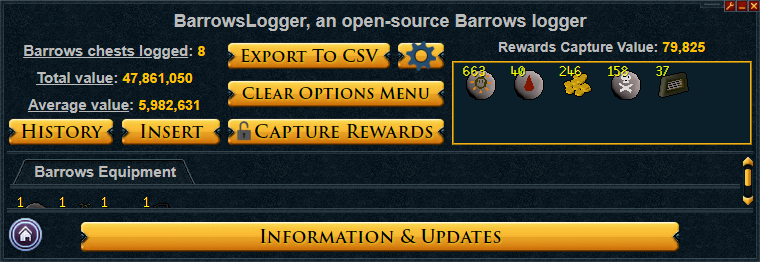 BarrowsLogger, an open-source Barrows logger
Barrows chests logged: 8
Total value: 47,861,050
Average value: 5,982,631
HISTORY
INSERT
EXPORT TO CSV
CLEAR OPTIONS MENU
CAPTURE REWARDS
Rewards Capture Value: 79,825
663 40 246 158 37
Barrows Equipment
1 1 1 1
INFORMATION & UPDATES